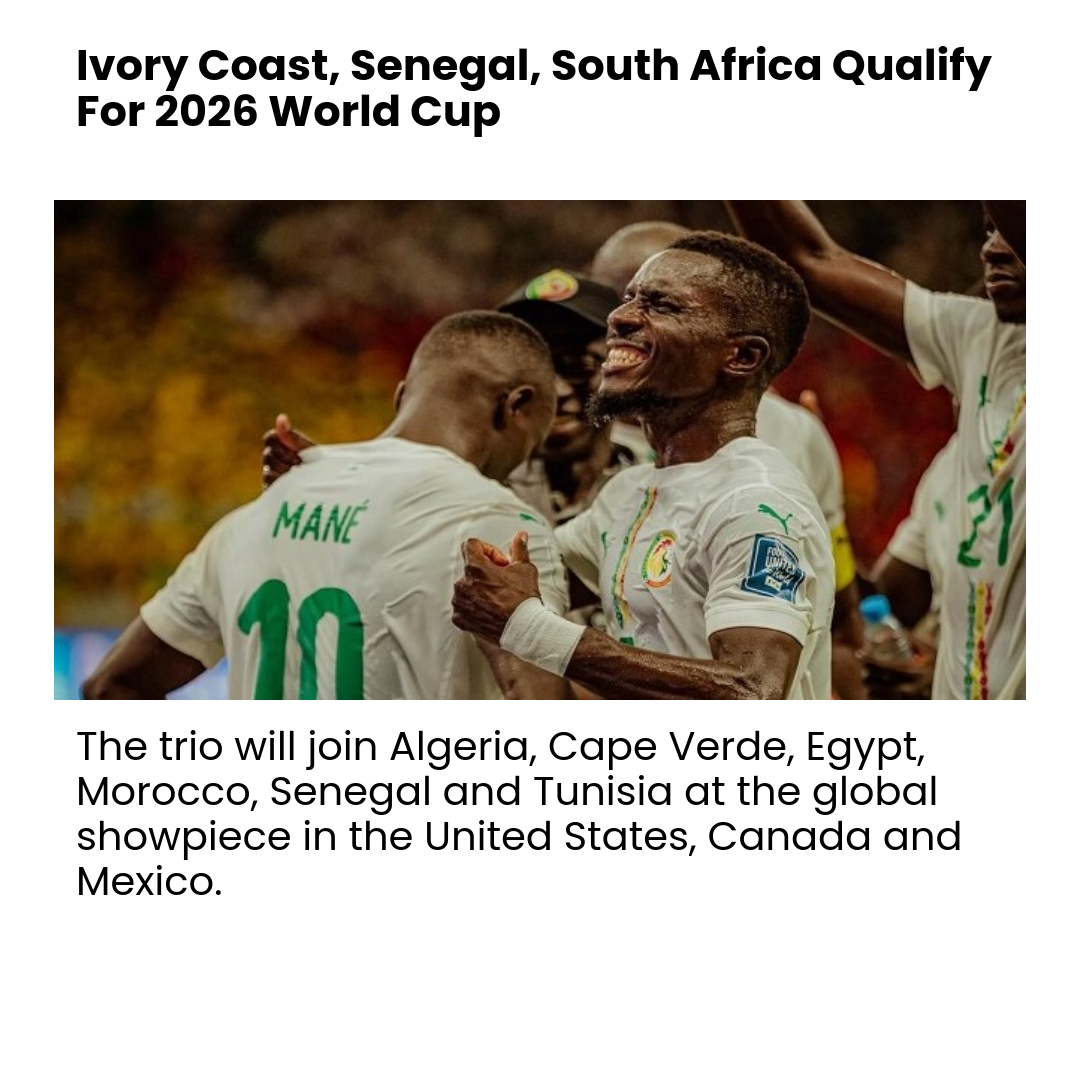 Ivory Coast, Senegal, South Africa Qualify
For 2026 World Cup
MANÉ
10
21
The trio will join Algeria, Cape Verde, Egypt,
Morocco, Senegal and Tunisia at the global
showpiece in the United States, Canada and
Mexico.